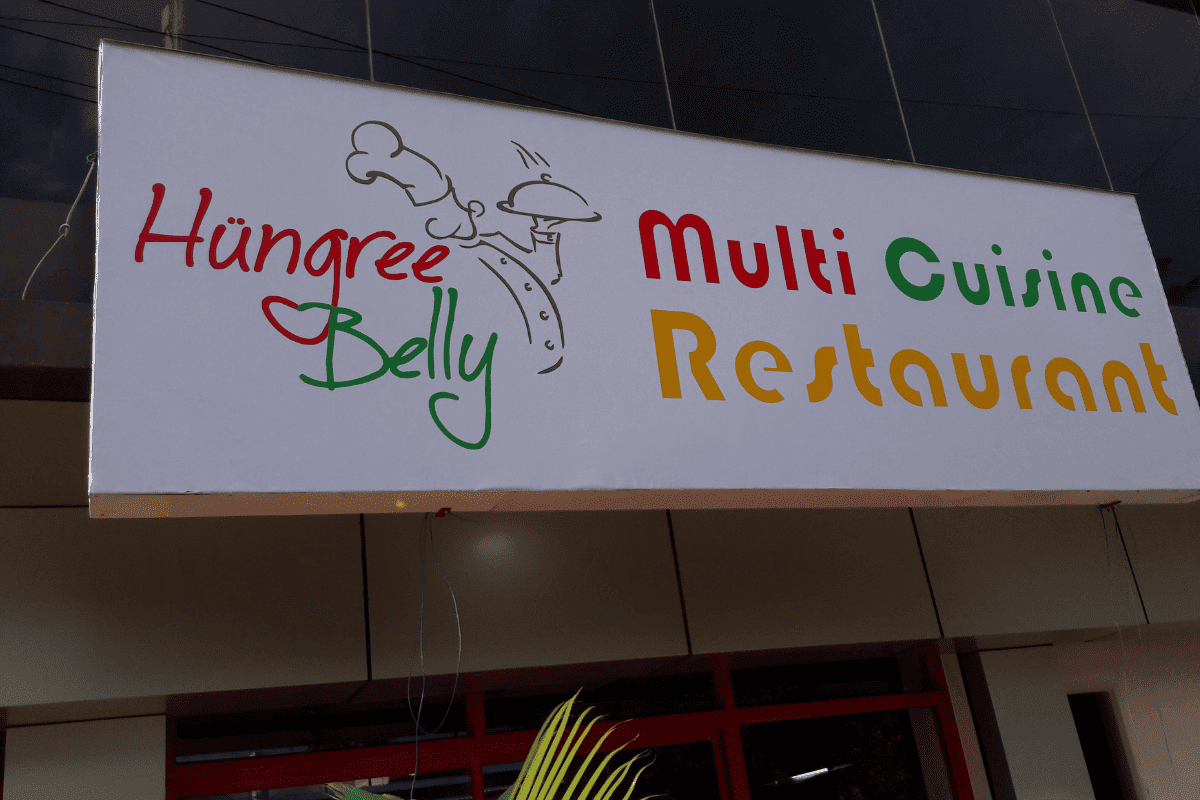 Hüngree
Belly
Multi Cuisine
Restaurant